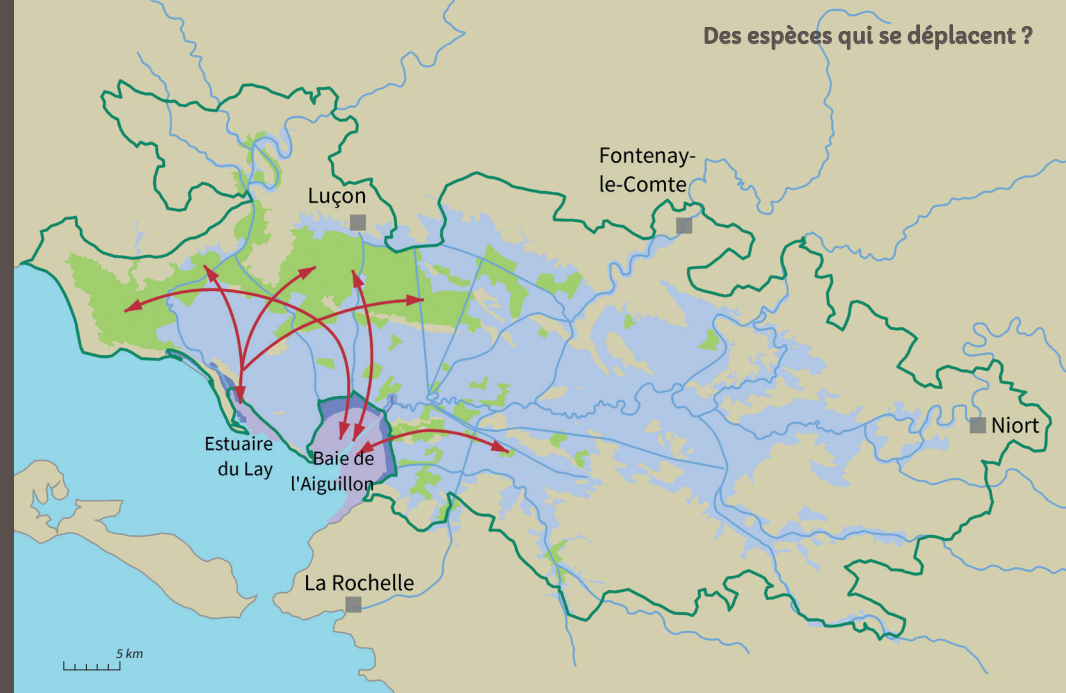 Des espèces qui se déplacent ?
Fontenay-
le-Comte
Luçon
Niort
Estuaire
du Lay
Baie de
l'Aiguillon
La Rochelle
5 km